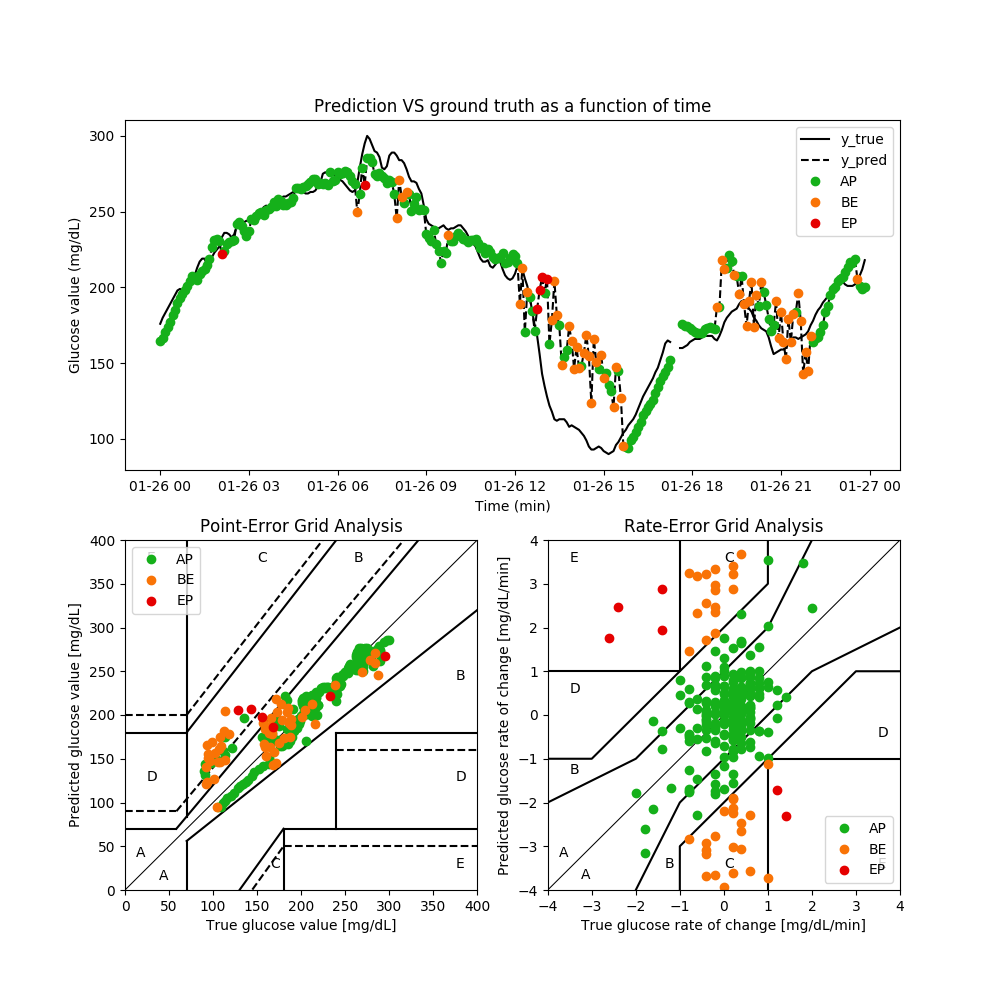 Prediction VS ground truth as a function of time
Glucose value (mg/dL)
300
250
200
150
100
y_true
y_pred
AP
BE
EP
01-26 00 01-26 03 01-26 06 01-26 09 01-26 12 01-26 15 01-26 18 01-26 21 01-27 00
Time (min)
Point-Error Grid Analysis
Predicted glucose value [mg/dL]
400
350
300
250
200
150
100
50
0
AP
BE
EP
C
B
B
D
D
A
A
C
E
0 50 100 150 200 250 300 350 400
True glucose value [mg/dL]
Rate-Error Grid Analysis
Predicted glucose rate of change [mg/dL/min]
4
3
2
1
0
−1
−2
−3
−4
E
C
D
D
B
A
A
B
C
AP
BE
EP
−4 −3 −2 −1 0 1 2 3 4
True glucose rate of change [mg/dL/min]